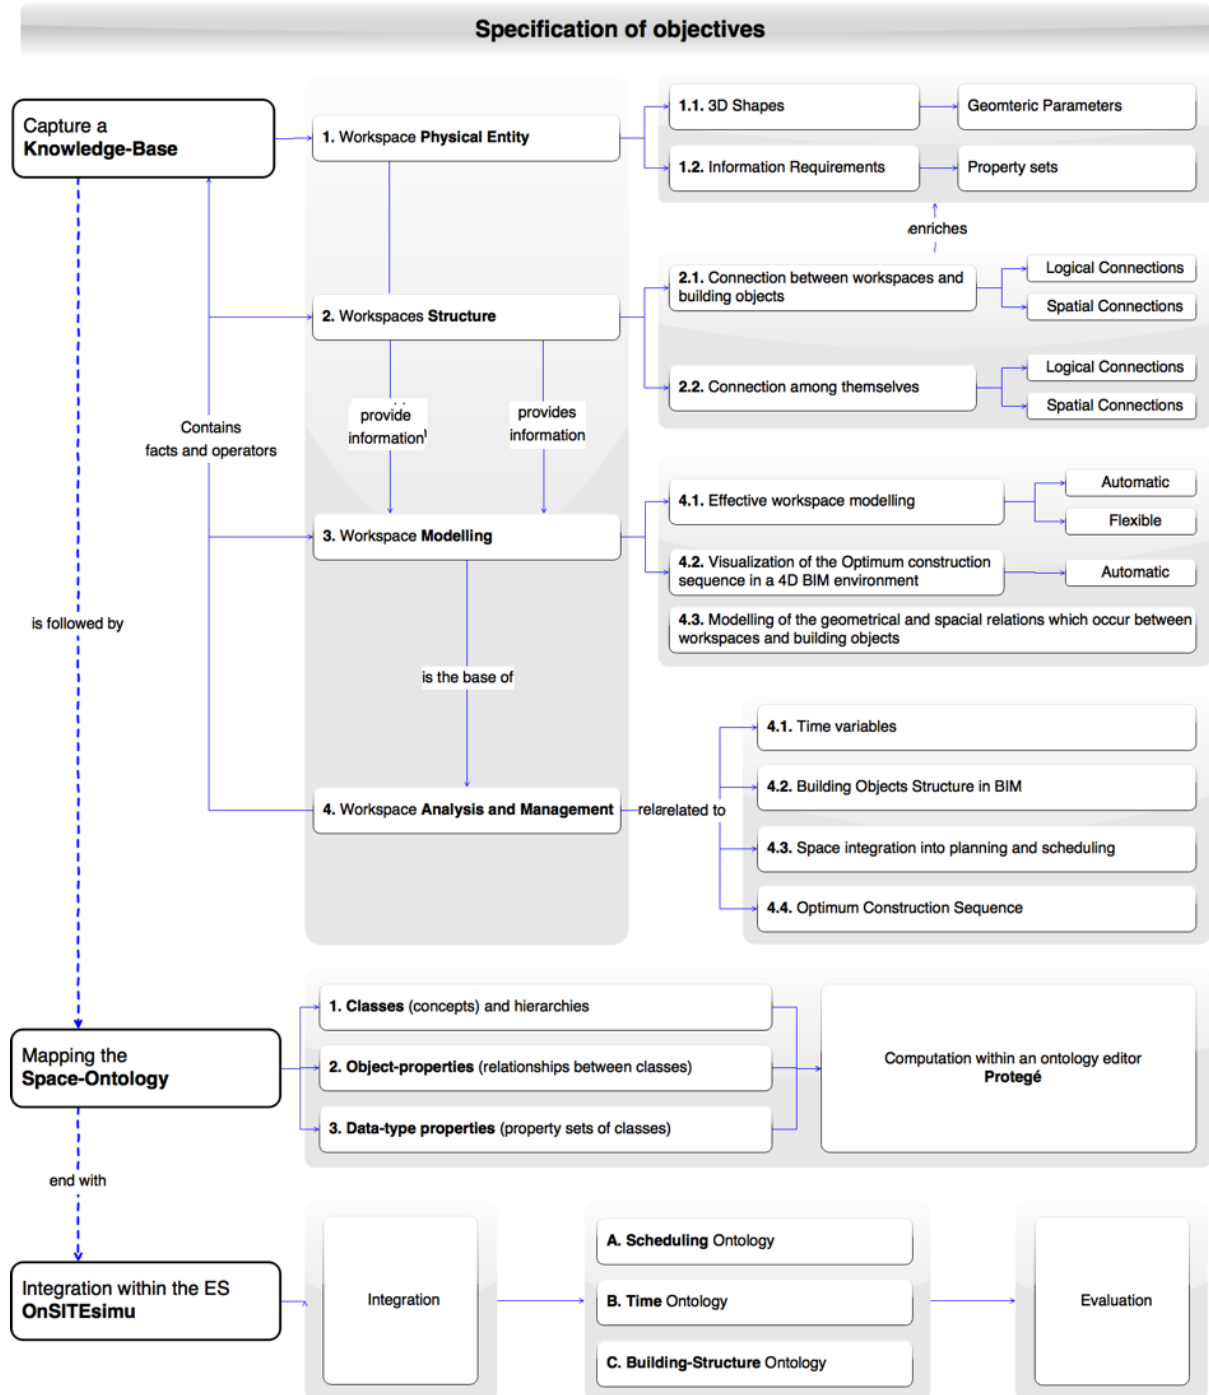 Specification of objectives
Capture a
Knowledge-Base
1. Workspace Physical Entity
1.1. 3D Shapes
Geomteric Parameters
1.2. Information Requirements
Property sets
enriches
2. Workspaces Structure
2.1. Connection between workspaces and
building objects
Logical Connections
Spatial Connections
2.2. Connection among themselves
Logical Connections
Spatial Connections
Contains
facts and operators
provide
information
provides
information
3. Workspace Modelling
4.1. Effective workspace modelling
Automatic
Flexible
4.2. Visualization of the Optimum construction
sequence in a 4D BIM environment
Automatic
4.3. Modelling of the geometrical and spacial relations which occur between
workspaces and building objects
is followed by
is the base of
4. Workspace Analysis and Management
related to
4.1. Time variables
4.2. Building Objects Structure in BIM
4.3. Space integration into planning and scheduling
4.4. Optimum Construction Sequence
Mapping the
Space-Ontology
1. Classes (concepts) and hierarchies
2. Object-properties (relationships between classes)
3. Data-type properties (property sets of classes)
Computation within an ontology editor
Protegé
end with
Integration within the ES
OnSITEsimu
Integration
A. Scheduling Ontology
B. Time Ontology
C. Building-Structure Ontology
Evaluation